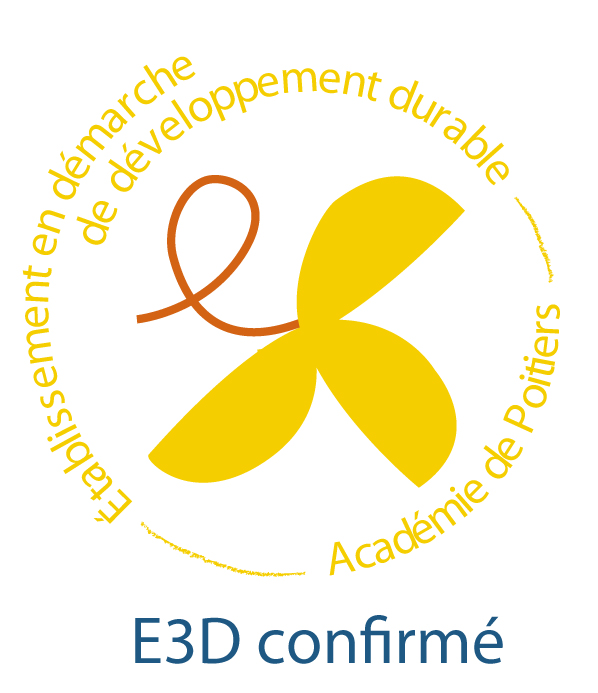 Établissement en démarche
de développement durable
Académie de Poitiers
E3D confirmé